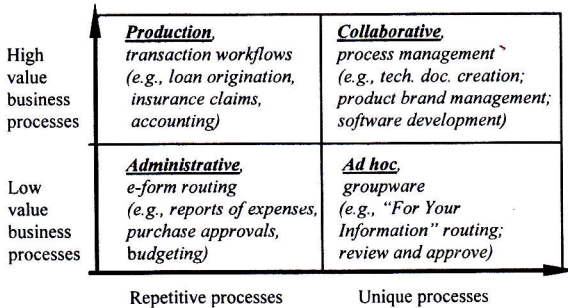 High
value
business
processes
Production,
transaction workflows
(e.g., loan origination,
insurance claims,
accounting)
Collaborative,
process management
(e.g., tech. doc. creation;
product brand management;
software development)
Low
value
business
processes
Administrative,
e-form routing
(e.g., reports of expenses,
purchase approvals,
budgeting)
Ad hoc,
groupware
(e.g., “For Your
Information” routing;
review and approve)
Repetitive processes
Unique processes